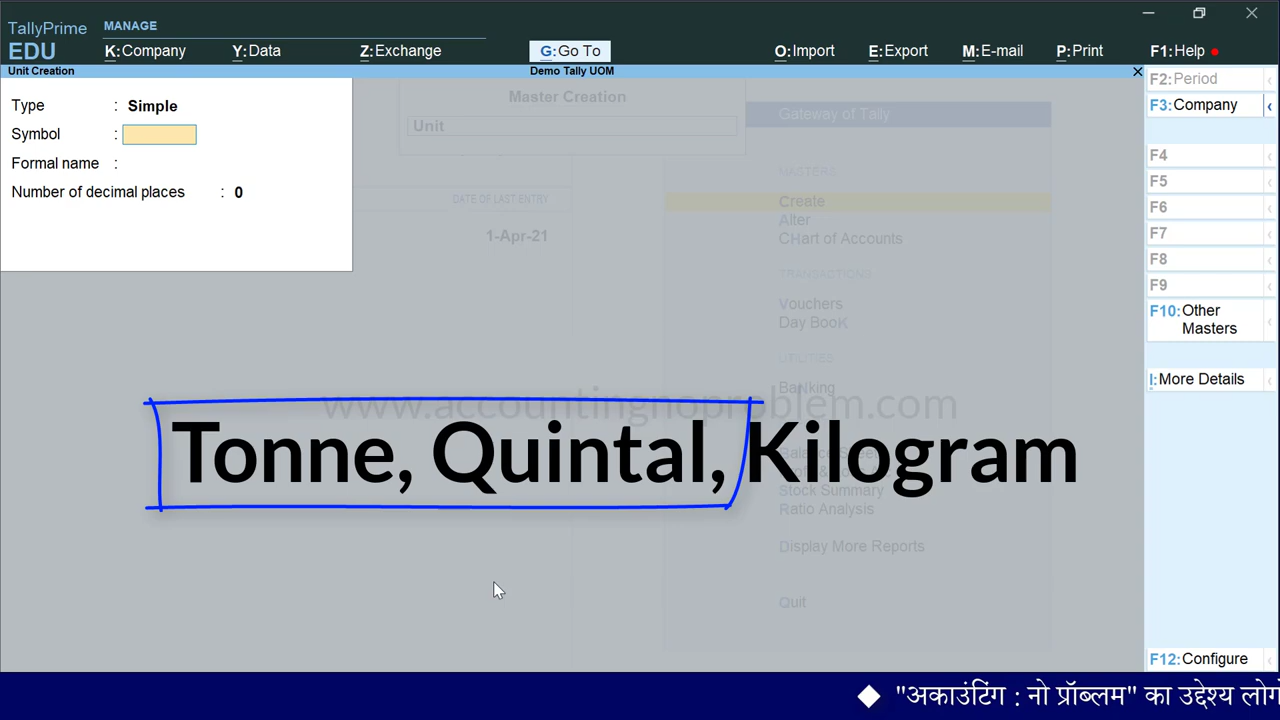 TallyPrime
EDU
MANAGE
K:Company Y:Data Z:Exchange G:Go To O:Import E:Export M:E-mail P:Print F1:Help
Unit Creation Demo Tally UOM
Type : Simple
Symbol :
Formal name :
Number of decimal places : 0
Master Creation
Unit
DATE OF LAST ENTRY
1-Apr-21
Gateway of Tally
MASTERS
Create
Alter
CHart of Accounts
TRANSACTIONS
Vouchers
Day BooK
UTILITIES
BaNking
www.accountingnoproblem.com
Tonne, Quintal, Kilogram
Stock Summary
Ratio Analysis
Display More Reports
Quit
F2:Period
F3:Company
F4
F5
F6
F7
F8
F9
F10:Other
Masters
I:More Details
F12:Configure
"अकाउंटिंग : नो प्रॉब्लम" का उद्देश्य